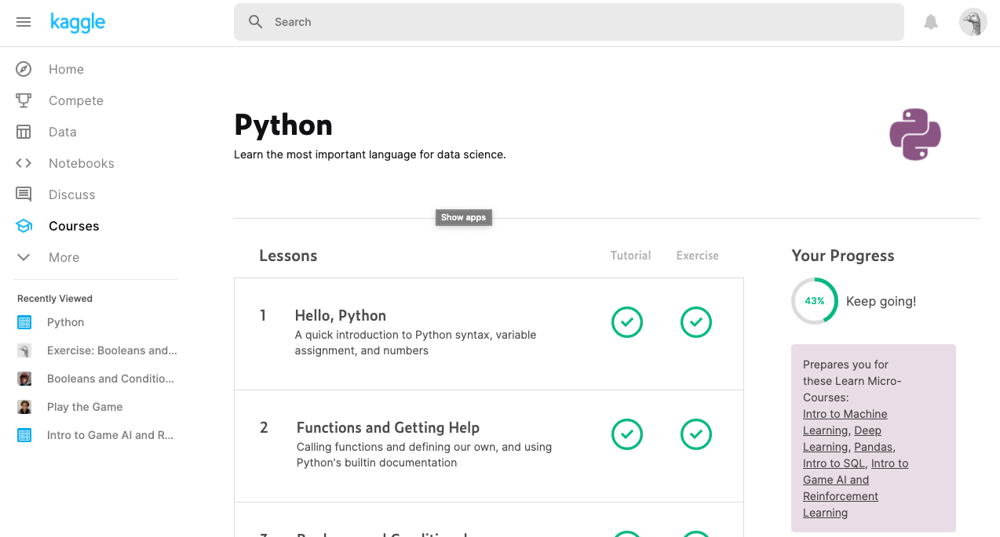 kaggle
Search
Home
Compete
Data
Notebooks
Discuss
Courses
More
Recently Viewed
Python
Exercise: Booleans and...
Booleans and Conditio...
Play the Game
Intro to Game AI and R...
Python
Learn the most important language for data science.
Show apps
Lessons
Tutorial
Exercise
1
Hello, Python
A quick introduction to Python syntax, variable
assignment, and numbers
2
Functions and Getting Help
Calling functions and defining our own, and using
Python's builtin documentation
Your Progress
43%
Keep going!
Prepares you for
these Learn Micro-
Courses:
Intro to Machine
Learning, Deep
Learning, Pandas,
Intro to SQL, Intro to
Game AI and
Reinforcement
Learning